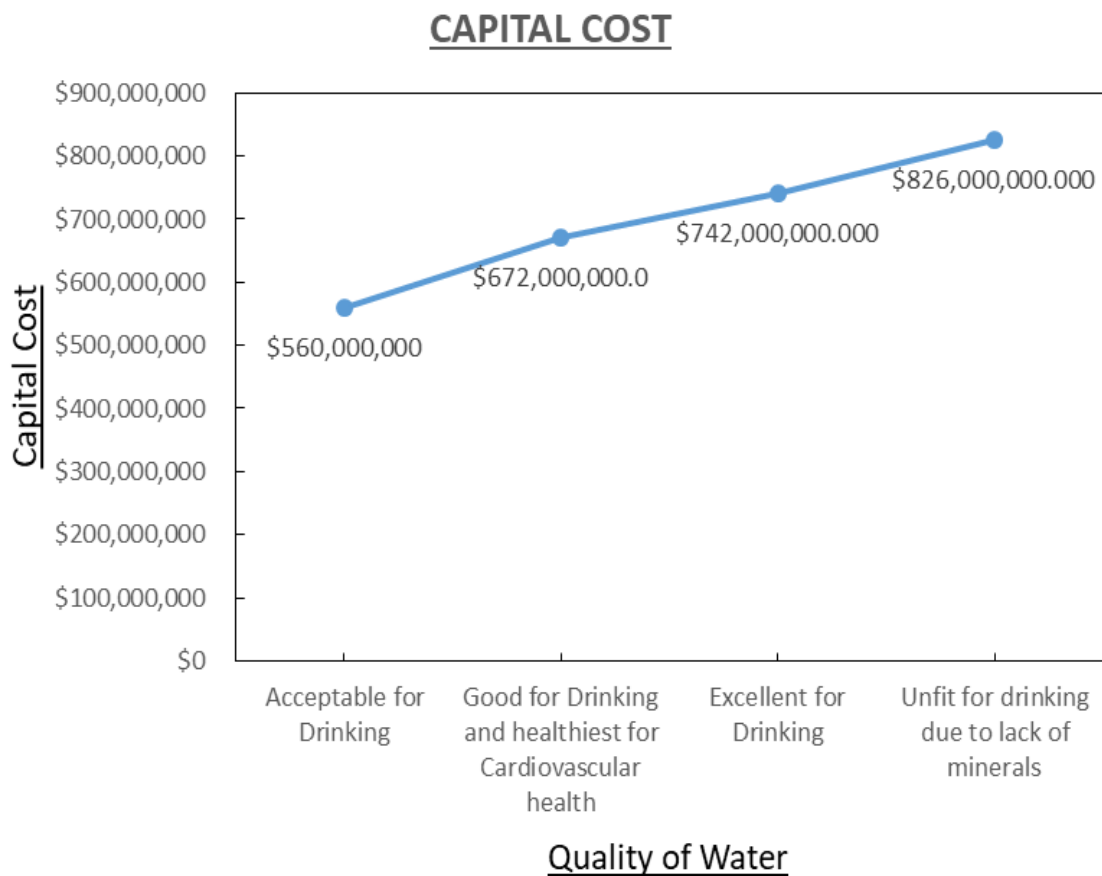 CAPITAL COST
$900,000,000
$800,000,000
$700,000,000
$600,000,000
$500,000,000
$400,000,000
$300,000,000
$200,000,000
$100,000,000
$0
Capital Cost
$560,000,000
$672,000,000.0
$742,000,000.000
$826,000,000.000
Acceptable for
Drinking
Good for Drinking
and healthiest for
Cardiovascular
health
Excellent for
Drinking
Unfit for drinking
due to lack of
minerals
Quality of Water